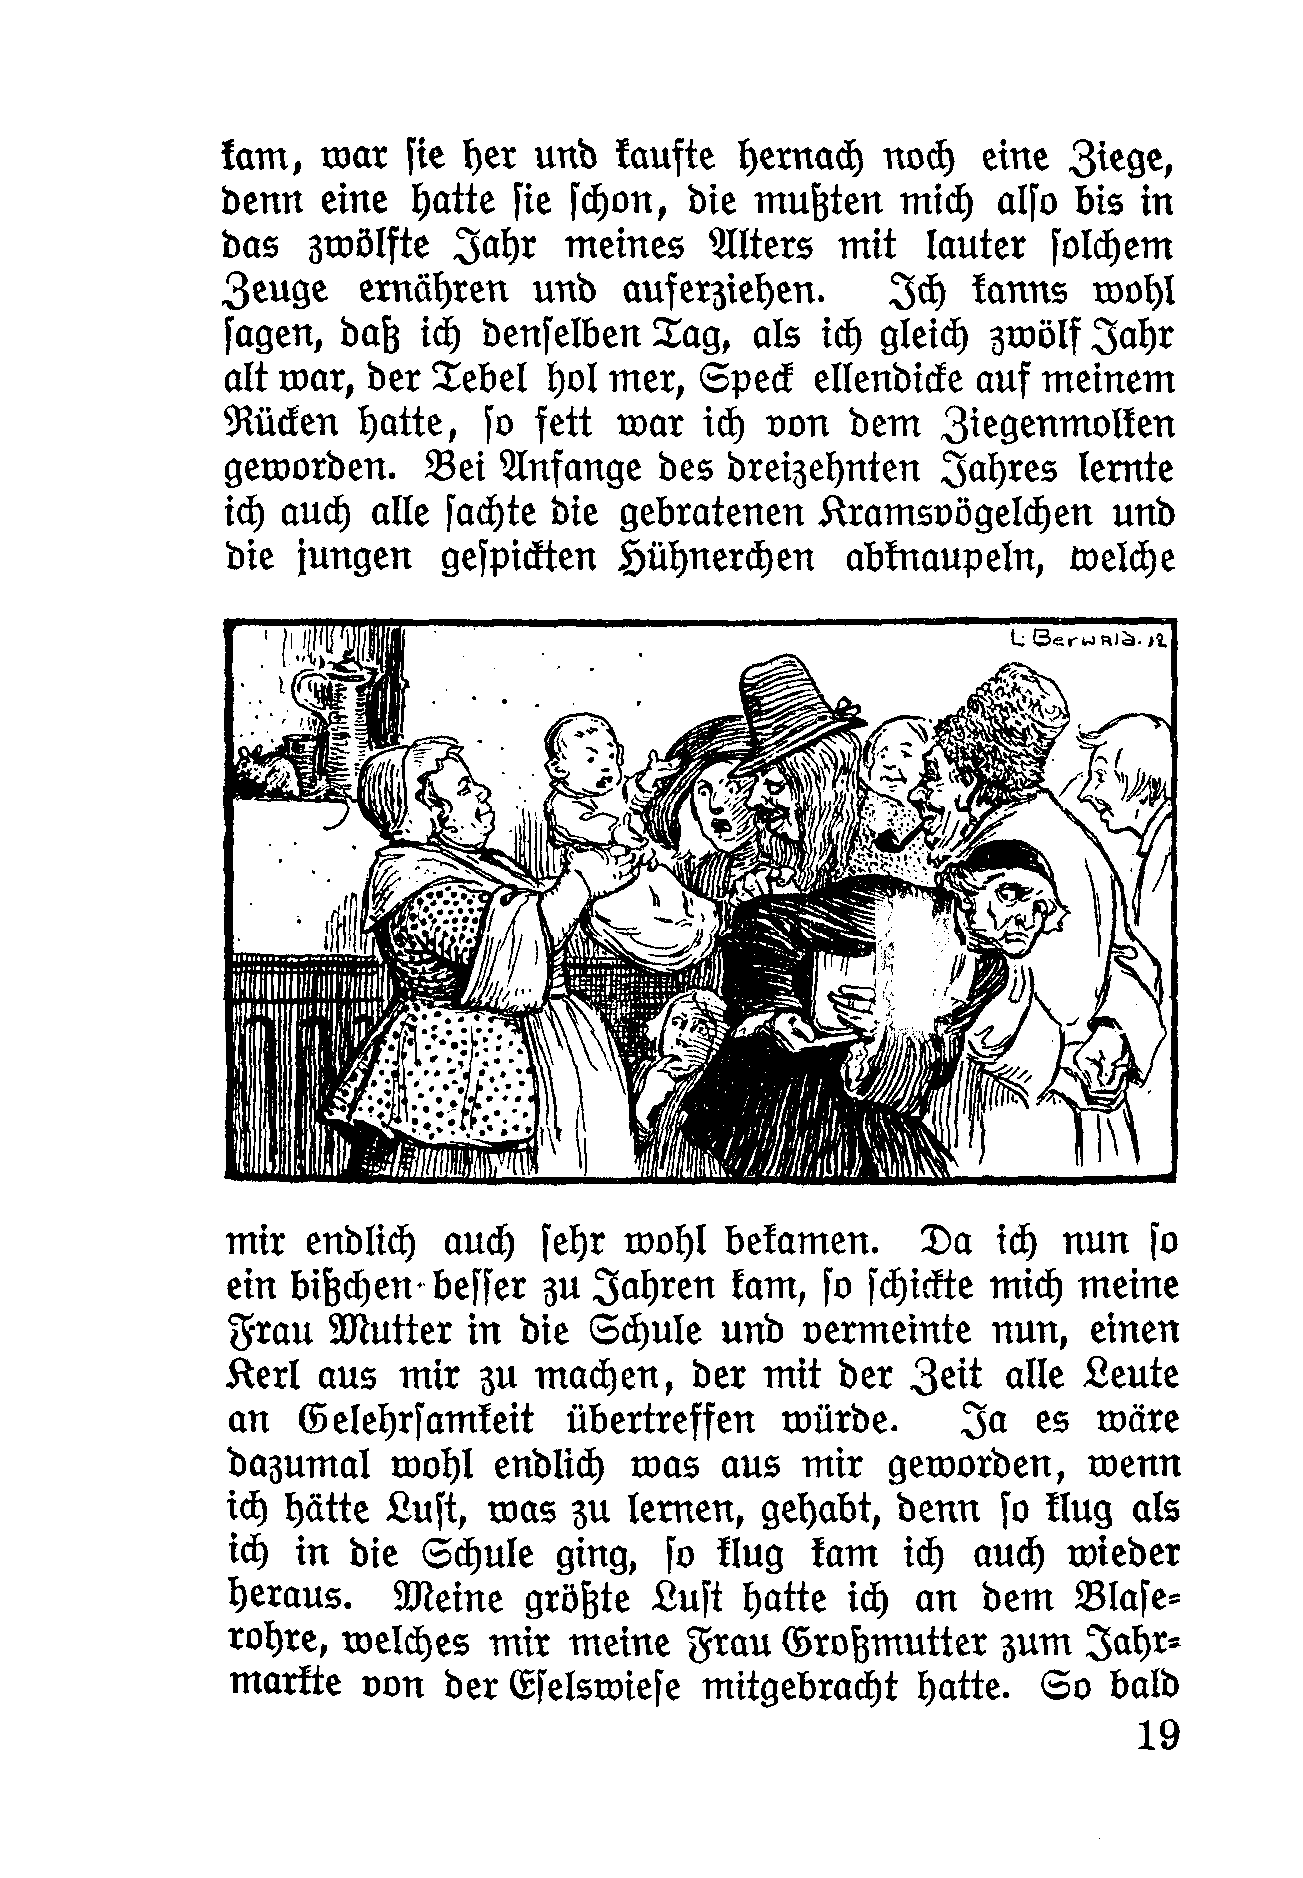 kam, war sie her und kaufte hernach noch eine Ziege,
denn eine hatte sie schon, die mußten mich also bis in
das zwölfte Jahr meines Alters mit lauter solchem
Zeuge ernähren und auferziehen. Ich kanns wohl
sagen, daß ich denselben Tag, als ich gleich zwölf Jahr
alt war, der Tebel hol mer, Speck ellendicke auf meinem
Rücken hatte, so fett war ich von dem Ziegenmolken
geworden. Bei Anfange des dreizehnten Jahres lernte
ich auch alle sachte die gebratenen Kramsvögelchen und
die jungen gespickten Hühnerchen abknaupeln, welche
L. Berwald. 12
mir endlich auch sehr wohl bekamen. Da ich nun so
ein bißchen besser zu Jahren kam, so schickte mich meine
Frau Mutter in die Schule und vermeinte nun, einen
Kerl aus mir zu machen, der mit der Zeit alle Leute
an Gelehrsamkeit übertreffen würde. Ja es wäre
dazumal wohl endlich was aus mir geworden, wenn
ich hätte Lust, was zu lernen, gehabt, denn so klug als
ich in die Schule ging, so klug kam ich auch wieder
heraus. Meine größte Lust hatte ich an dem Blase-
rohre, welches mir meine Frau Großmutter zum Jahr-
markte von der Eselswiese mitgebracht hatte. So bald
19